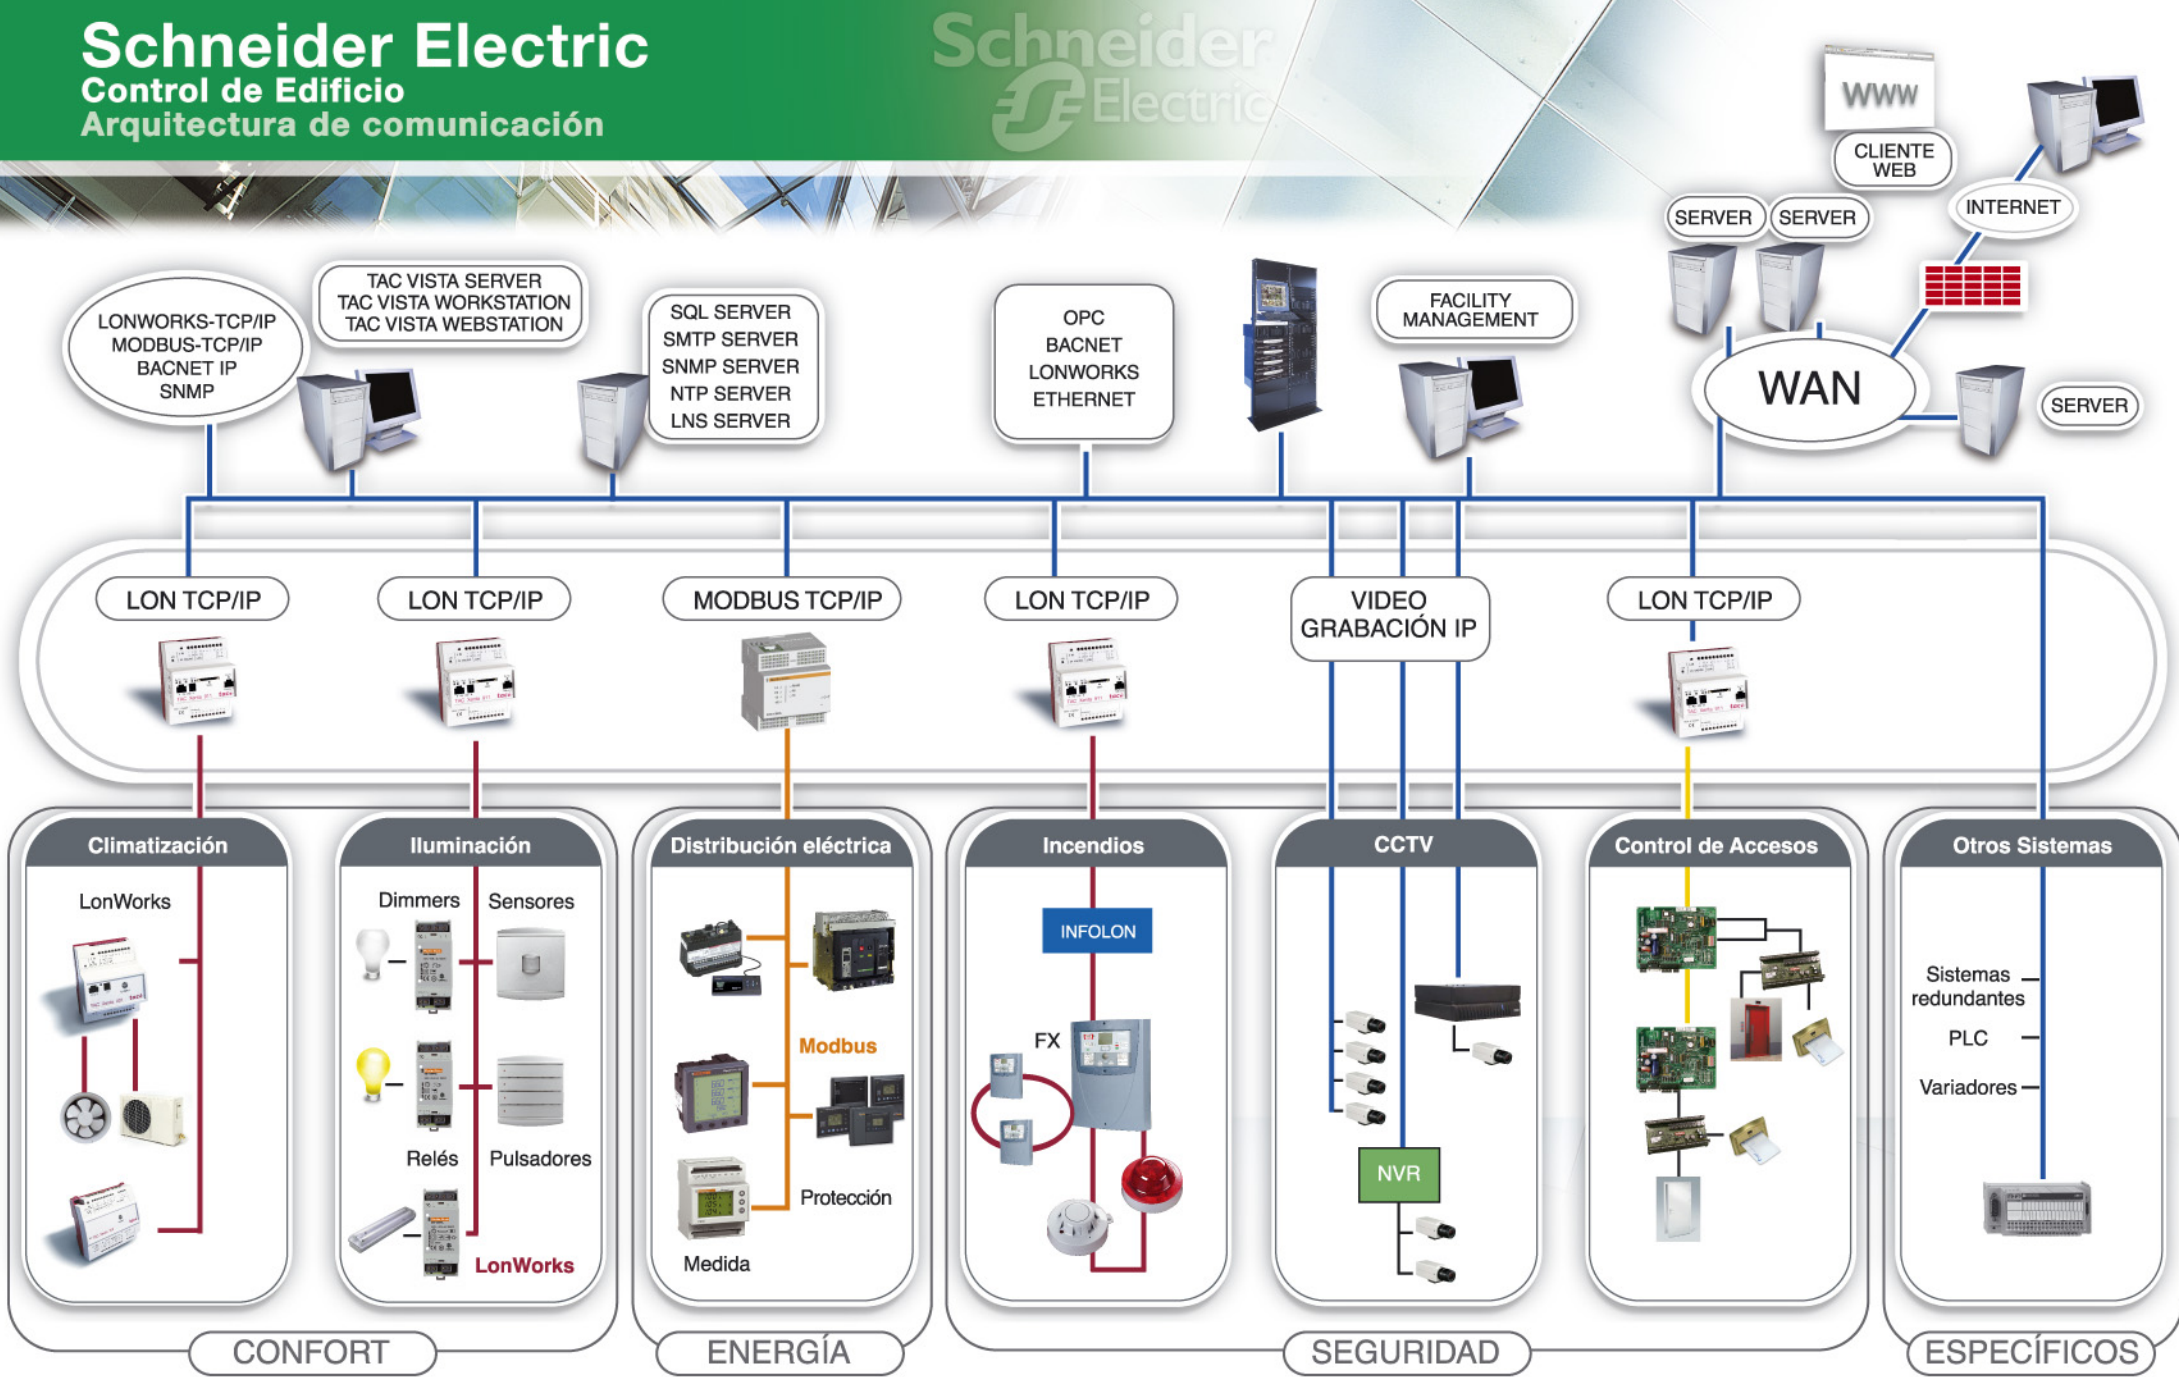 Schneider Electric
Control de Edificio
Arquitectura de comunicación
Schneider
Electric
WWW
CLIENTE
WEB
INTERNET
SERVER
SERVER
LONWORKS-TCP/IP
MODBUS-TCP/IP
BACNET IP
SNMP
TAC VISTA SERVER
TAC VISTA WORKSTATION
TAC VISTA WEBSTATION
SQL SERVER
SMTP SERVER
SNMP SERVER
NTP SERVER
LNS SERVER
OPC
BACNET
LONWORKS
ETHERNET
FACILITY
MANAGEMENT
WAN
SERVER
LON TCP/IP
LON TCP/IP
MODBUS TCP/IP
LON TCP/IP
VIDEO
GRABACIÓN IP
LON TCP/IP
Climatización
LonWorks
Iluminación
Dimmers
Sensores
Relés
Pulsadores
LonWorks
Distribución eléctrica
Modbus
Protección
Medida
Incendios
INFOLON
FX
CCTV
NVR
Control de Accesos
Otros Sistemas
Sistemas
redundantes
PLC
Variadores
CONFORT
ENERGÍA
SEGURIDAD
ESPECÍFICOS